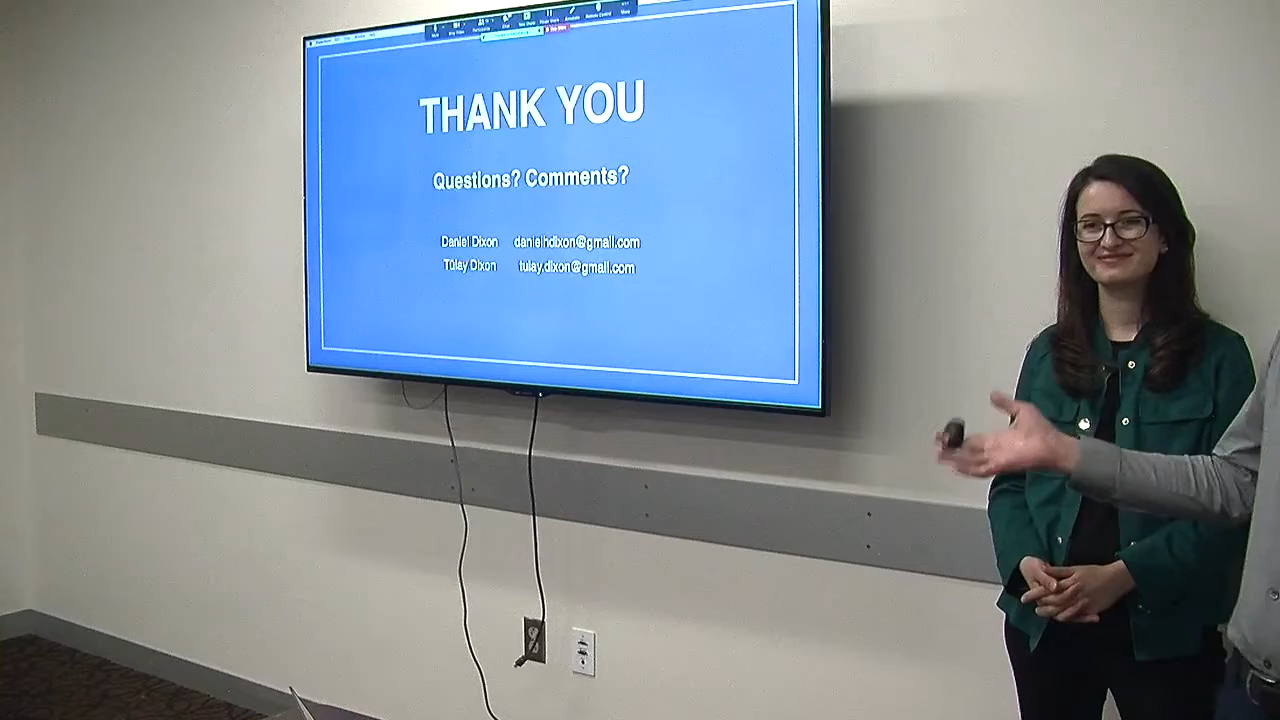 THANK YOU
Questions? Comments?
Daniel Dixon danielhdixon@gmail.com
Tülay Dixon tulay.dixon@gmail.com